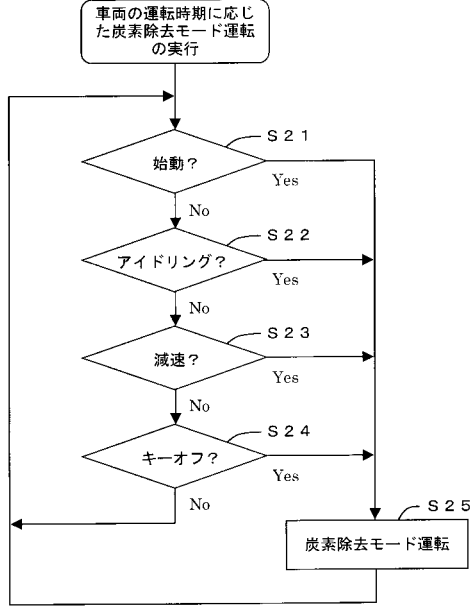 車両の運転時期に応じ
た炭素除去モード運転
の実行
S21
始動?
Yes
No
S22
アイドリング?
Yes
No
S23
減速?
Yes
No
S24
キーオフ?
Yes
No
S25
炭素除去モード運転